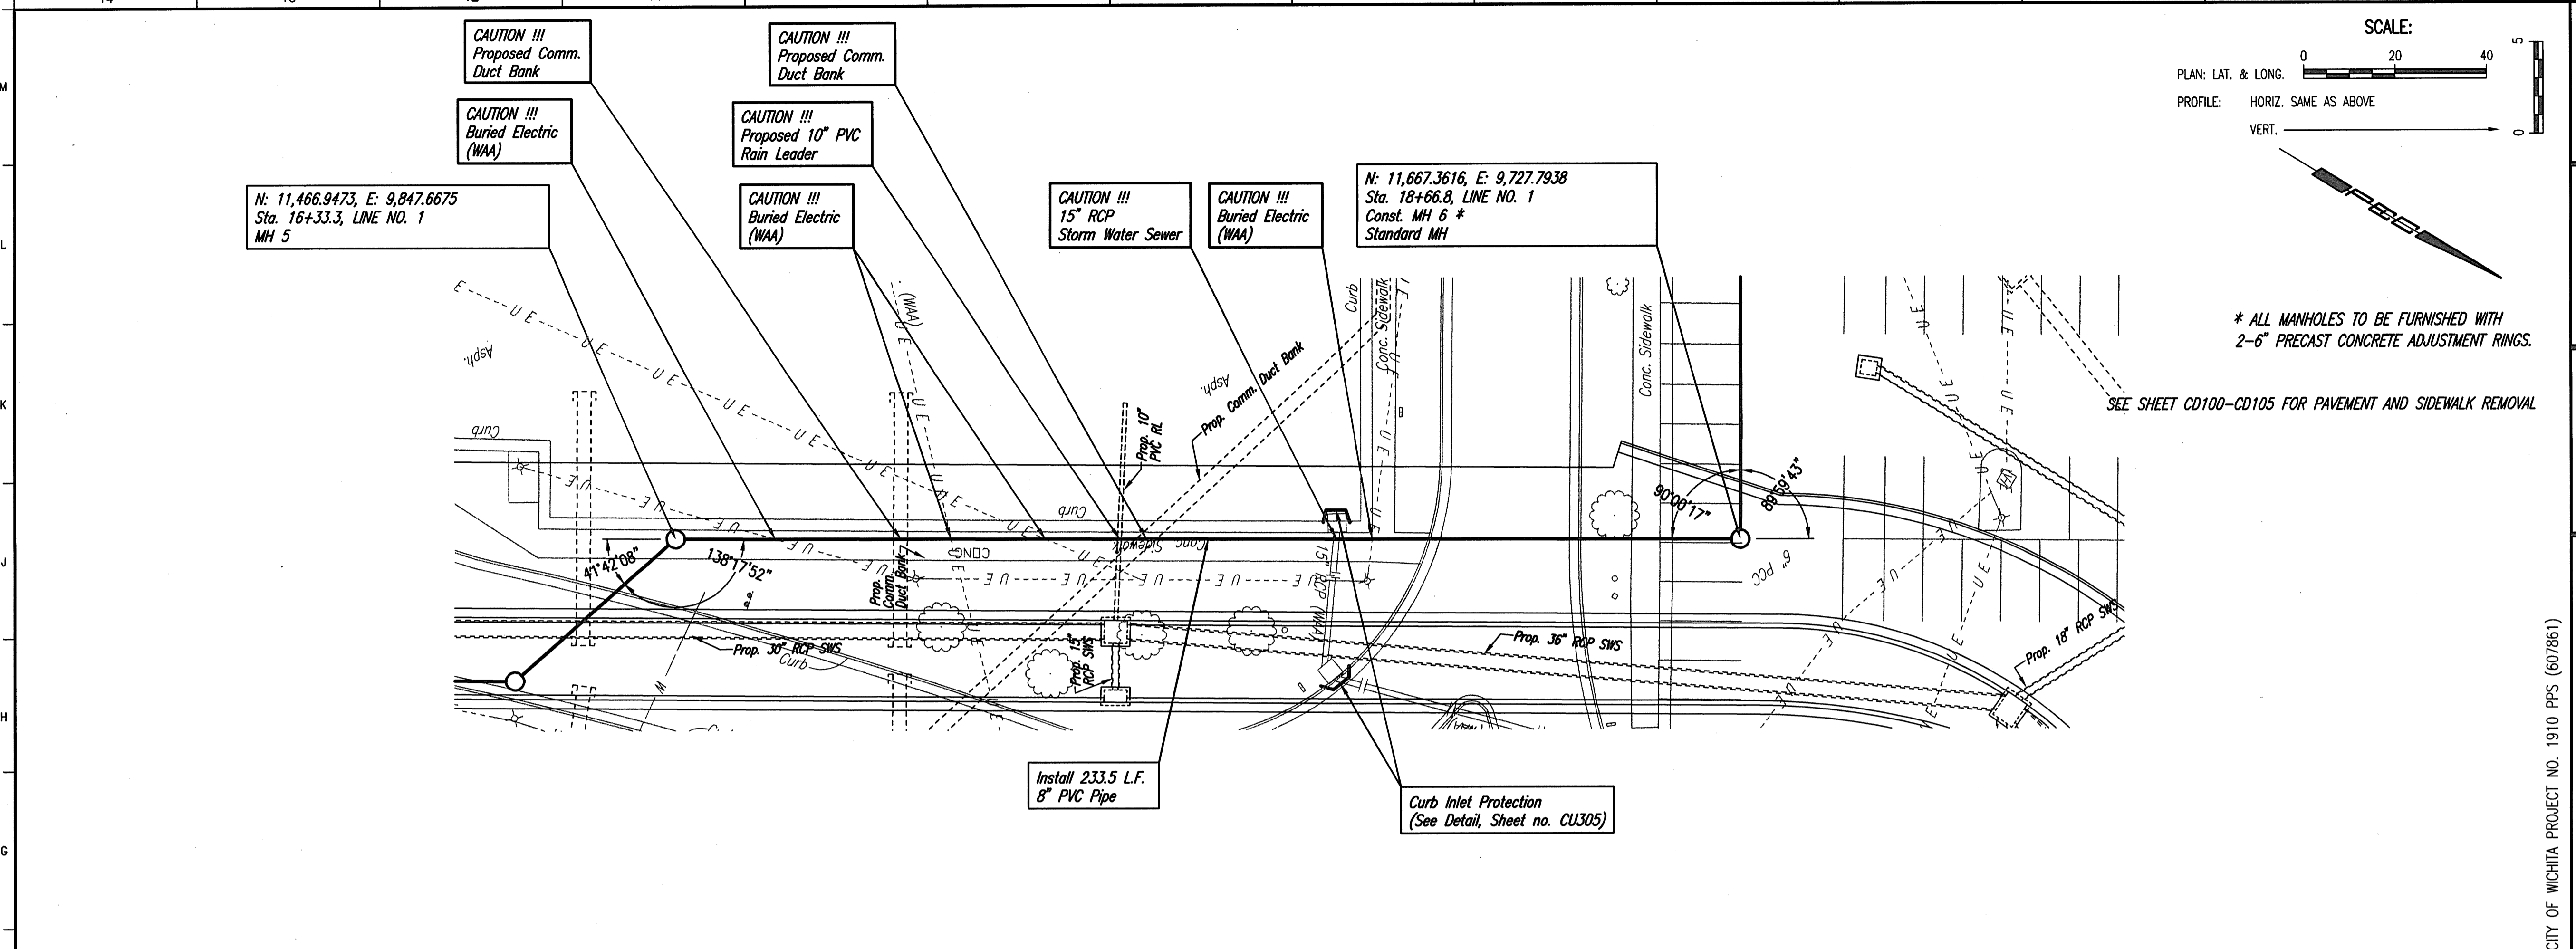 CAUTION !!!
Proposed Comm.
Duct Bank
CAUTION !!!
Proposed Comm.
Duct Bank
SCALE:
0 20 40
5
0
PLAN: LAT. & LONG.
PROFILE: HORIZ. SAME AS ABOVE
VERT.
M
CAUTION !!!
Buried Electric
(WAA)
CAUTION !!!
Proposed 10" PVC
Rain Leader
N: 11,466.9473, E: 9,847.6675
Sta. 16+33.3, LINE NO. 1
MH 5
CAUTION !!!
Buried Electric
(WAA)
CAUTION !!!
15" RCP
Storm Water Sewer
CAUTION !!!
Buried Electric
(WAA)
N: 11,667.3616, E: 9,727.7938
Sta. 18+66.8, LINE NO. 1
Const. MH 6 *
Standard MH
L
* ALL MANHOLES TO BE FURNISHED WITH
2-6" PRECAST CONCRETE ADJUSTMENT RINGS.
SEE SHEET CD100-CD105 FOR PAVEMENT AND SIDEWALK REMOVAL
K
Asph.
Curb
(WAA)
Prop. 10"
PVC RL
Asph.
Prop. Comm. Duct Bank
Curb
Conc. Sidewalk
Conc. Sidewalk
Curb
Conc.
Sidewalk
90°00'17"
89°59'43"
6" PCC
J
41°42'08"
138°17'52"
Prop.
Comm.
Duct Bank
15" RCP (WAA)
Prop. 30" RCP SWS
Curb
W
Prop. 15"
RCP SWS
Prop. 36" RCP SWS
Prop. 18" RCP SWS
H
Install 233.5 L.F.
8" PVC Pipe
Curb Inlet Protection
(See Detail, Sheet no. CU305)
G
CITY OF WICHITA PROJECT NO. 1910 PPS (607861)